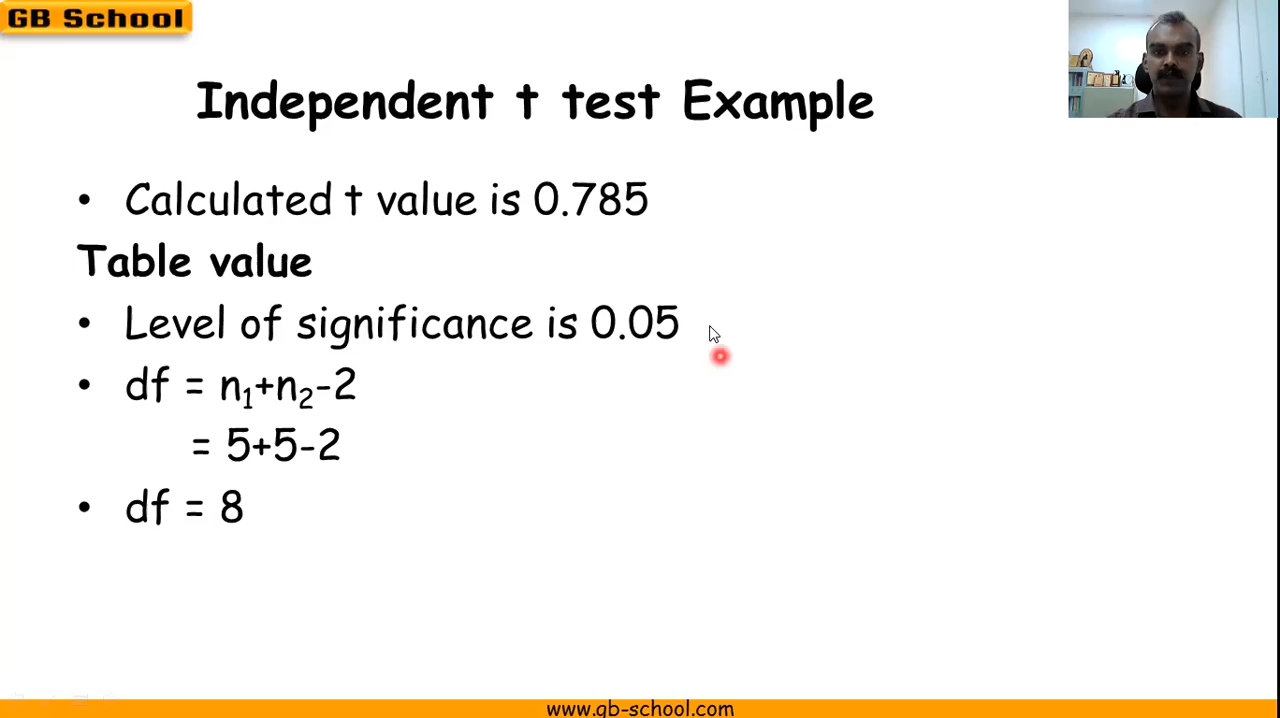 GB School
Independent t test Example
• Calculated t value is 0.785
Table value
• Level of significance is 0.05
• df = n₁+n₂-2
= 5+5-2
• df = 8
www.gb-school.com